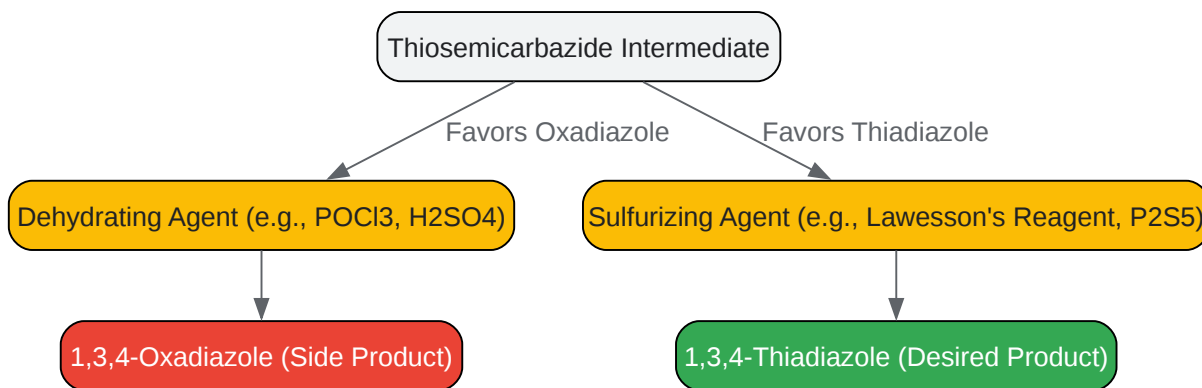 Thiosemicarbazide Intermediate
Favors Oxadiazole
Favors Thiadiazole
Dehydrating Agent (e.g., POCl3, H2SO4)
Sulfurizing Agent (e.g., Lawesson's Reagent, P2S5)
1,3,4-Oxadiazole (Side Product)
1,3,4-Thiadiazole (Desired Product)